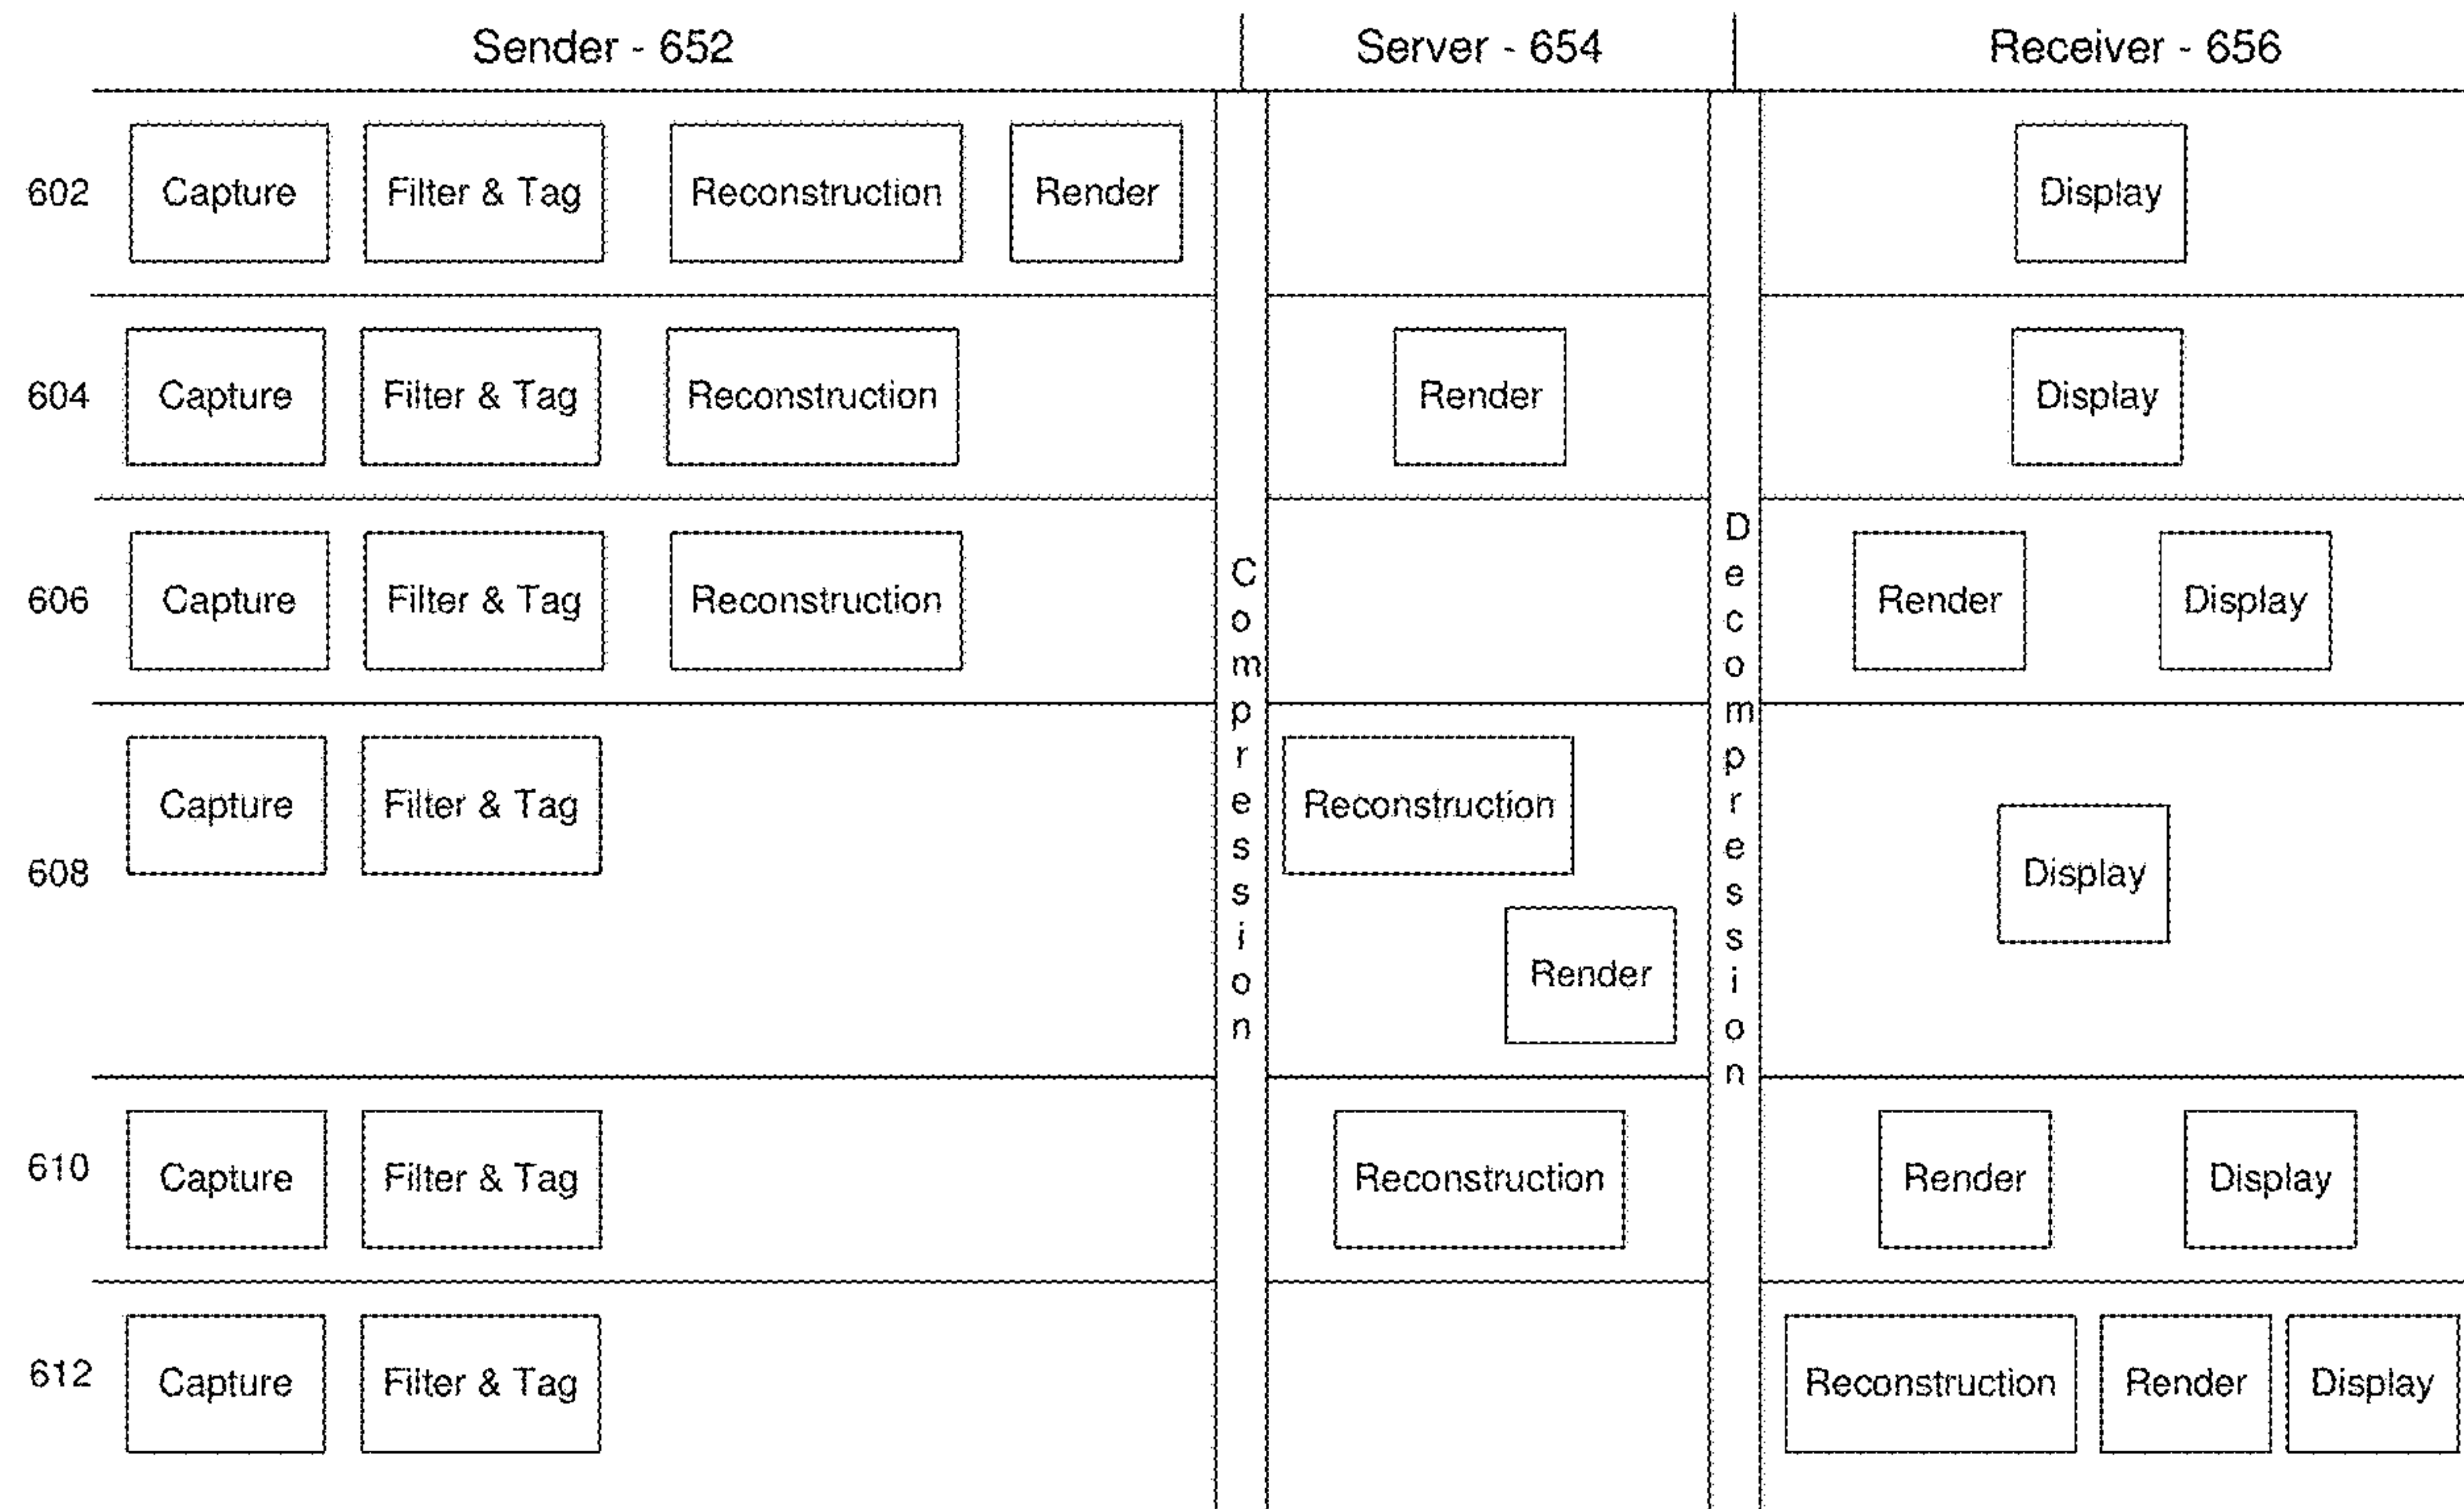 Sender - 652 Server - 654 Receiver - 656
602 Capture Filter & Tag Reconstruction Render Display
604 Capture Filter & Tag Reconstruction Render Display
606 Capture Filter & Tag Reconstruction Render Display
Compression
Decompression
608 Capture Filter & Tag Reconstruction Render Display
610 Capture Filter & Tag Reconstruction Render Display
612 Capture Filter & Tag Reconstruction Render Display